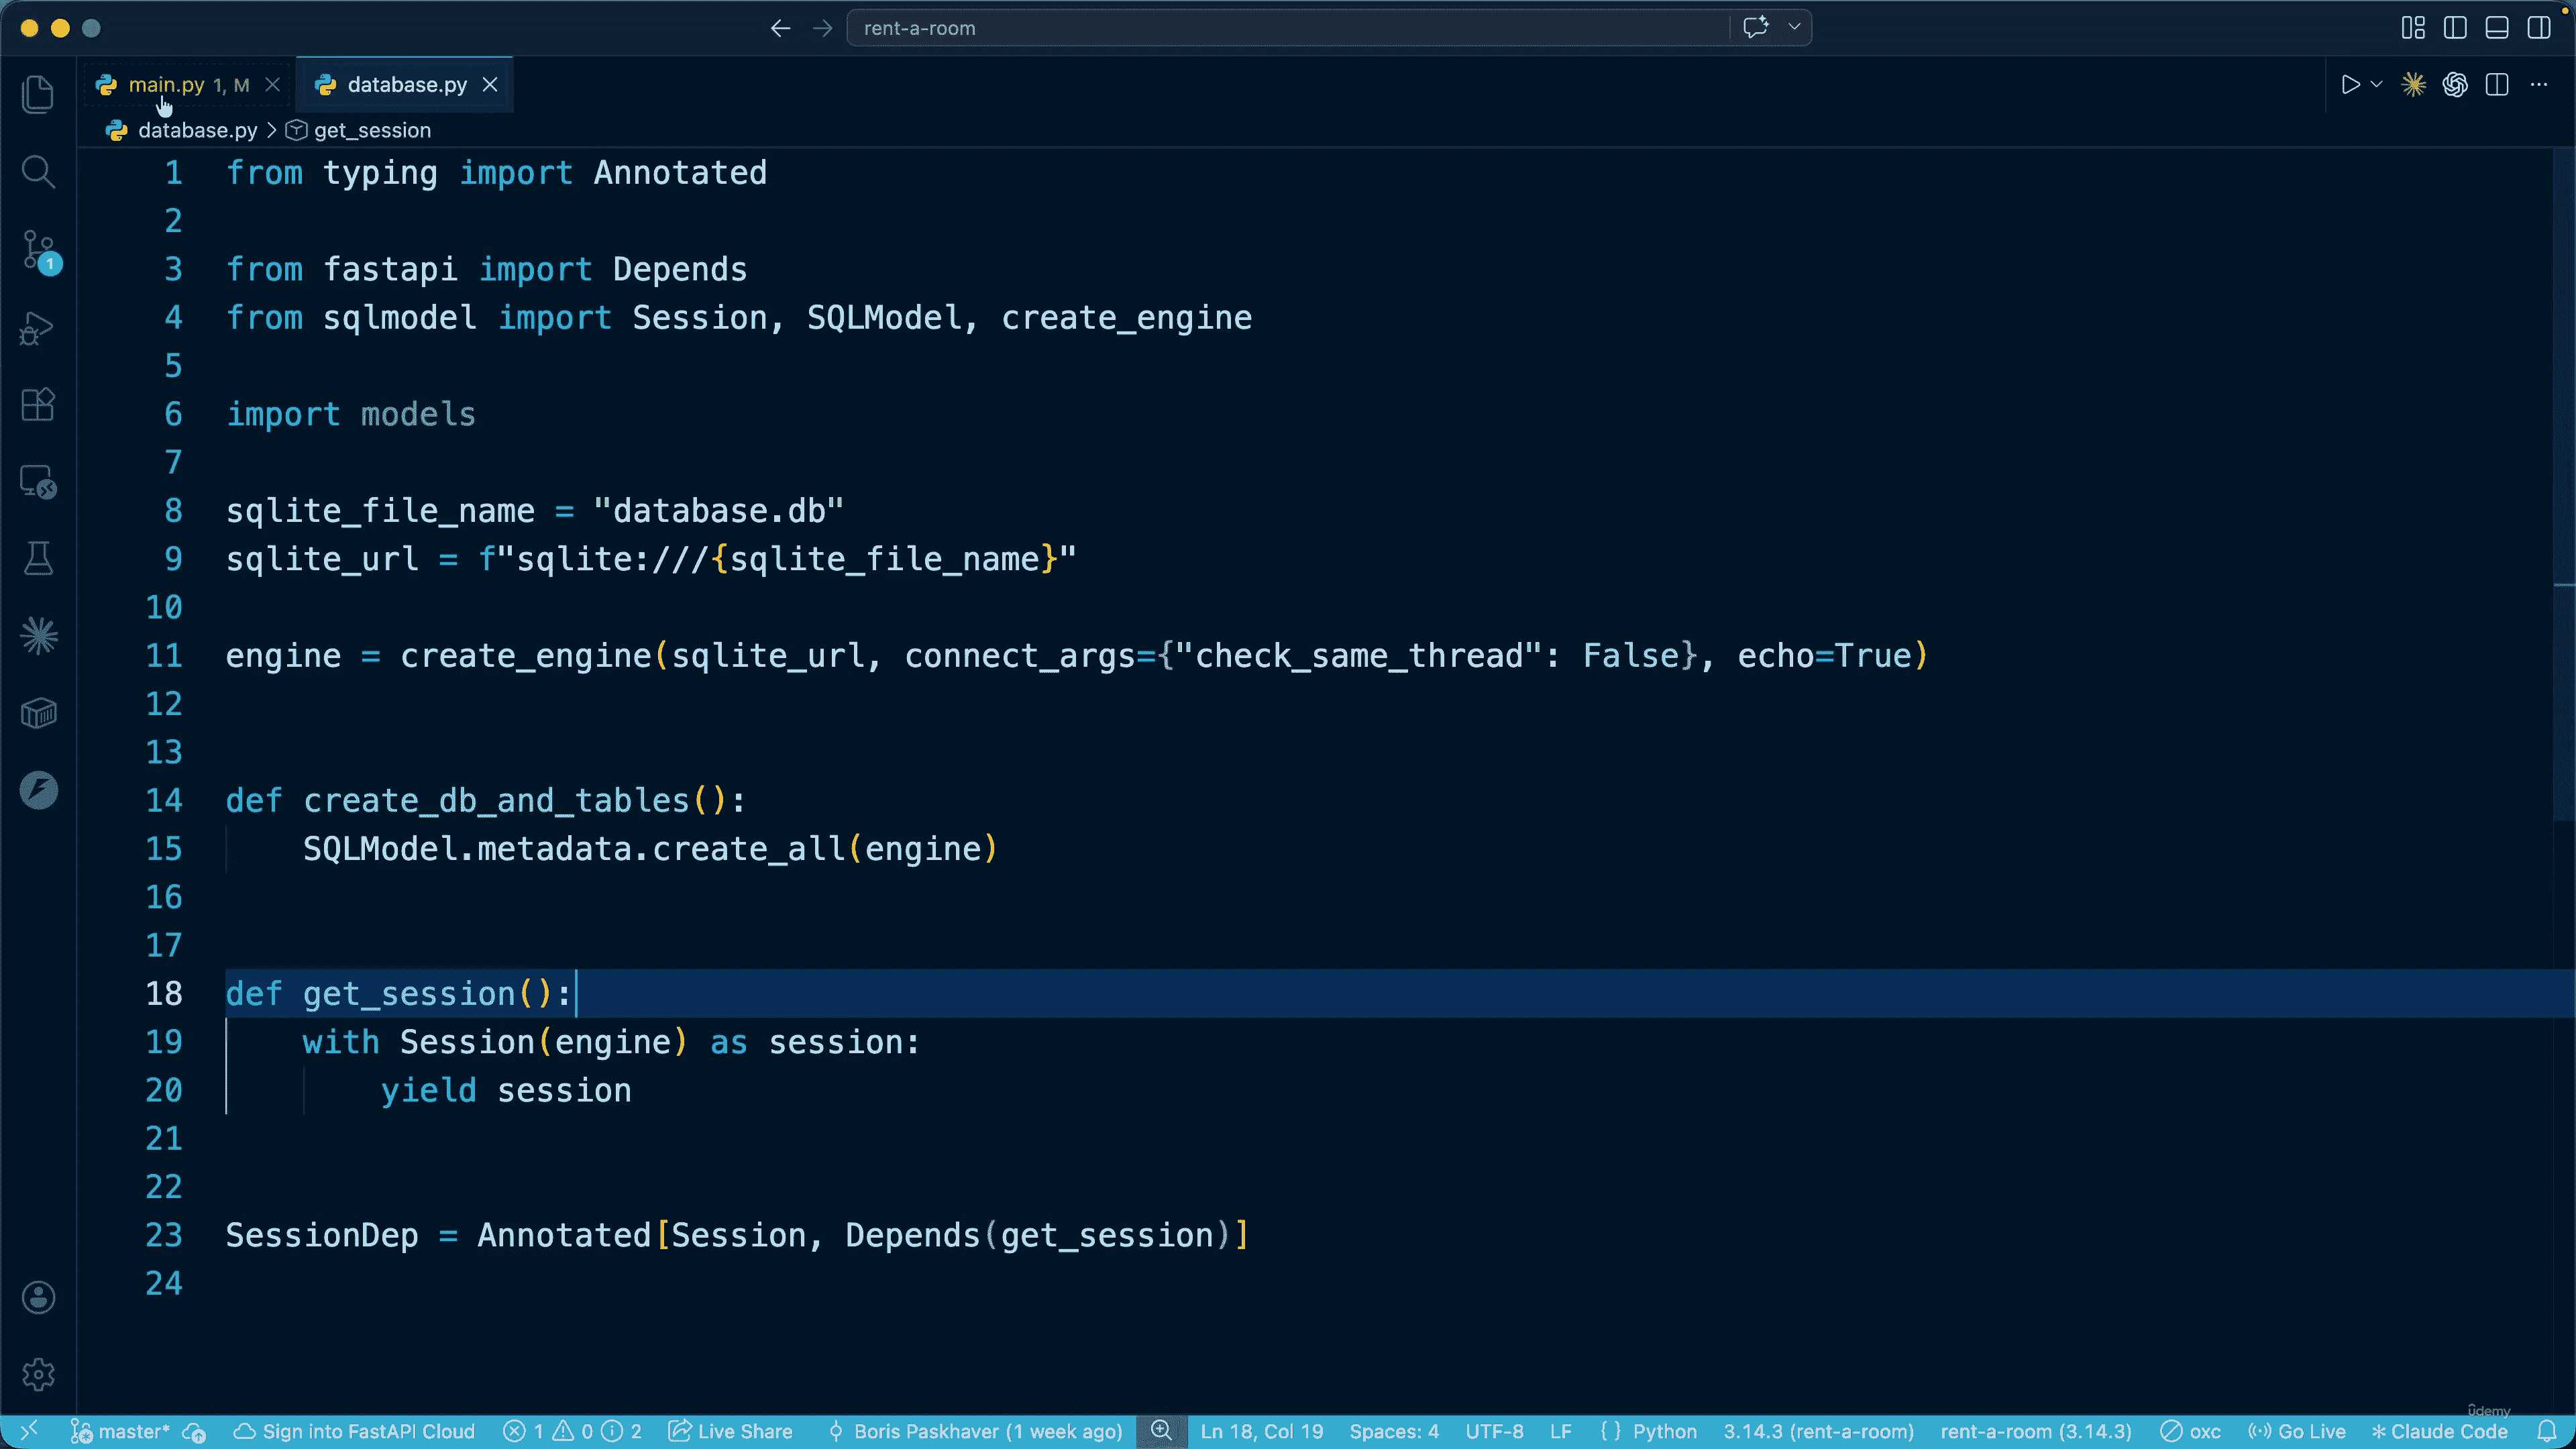 rent-a-room
main.py 1, M
database.py
database.py > get_session
1 from typing import Annotated
2
3 from fastapi import Depends
4 from sqlmodel import Session, SQLModel, create_engine
5
6 import models
7
8 sqlite_file_name = "database.db"
9 sqlite_url = f"sqlite:///{sqlite_file_name}"
10
11 engine = create_engine(sqlite_url, connect_args={"check_same_thread": False}, echo=True)
12
13
14 def create_db_and_tables():
15     SQLModel.metadata.create_all(engine)
16
17
18 def get_session():
19     with Session(engine) as session:
20         yield session
21
22
23 SessionDep = Annotated[Session, Depends(get_session)]
24
1
ûdemy
master* Sign into FastAPI Cloud 1 0 2 Live Share Boris Paskhaver (1 week ago) Ln 18, Col 19 Spaces: 4 UTF-8 LF { } Python 3.14.3 (rent-a-room) rent-a-room (3.14.3) oxc Go Live Claude Code